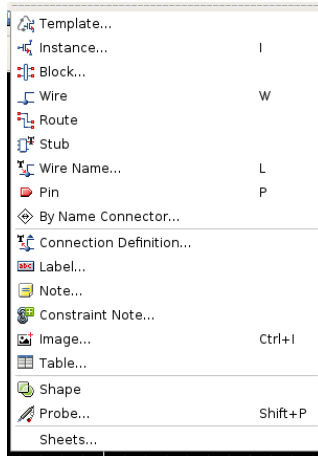 Template...
Instance... I
Block...
Wire W
Route
Stub
Wire Name... L
Pin P
By Name Connector...
Connection Definition...
abc Label...
Note...
Constraint Note...
Image... Ctrl+I
Table...
Shape
Probe... Shift+P
Sheets...